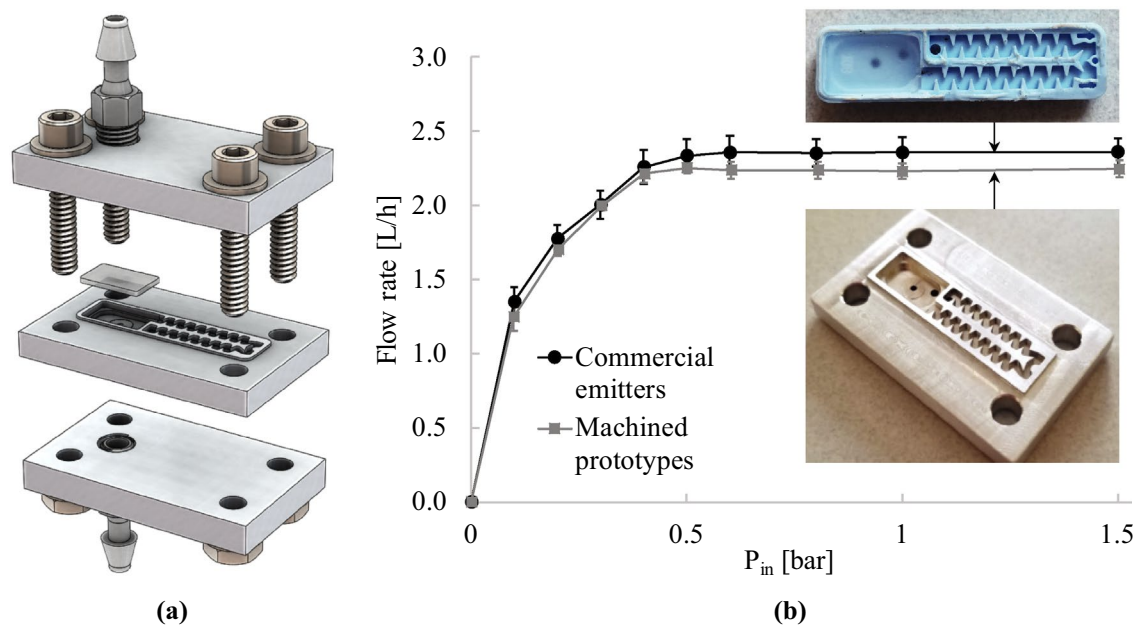 3.0
2.5
2.0
1.5
1.0
0.5
0.0
Flow rate [L/h]
Commercial
emitters
Machined
prototypes
0
0.5
1
1.5
P_in [bar]
(a)
(b)